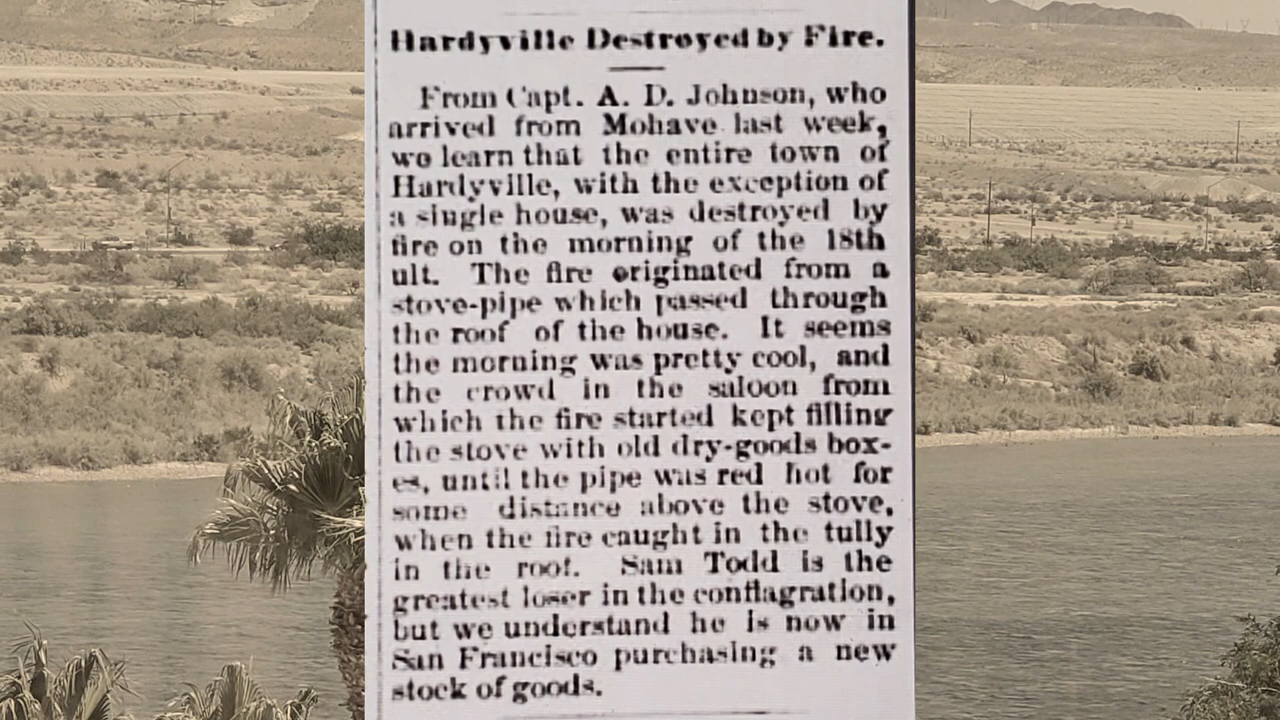 Hardyville Destroyed by Fire.
From Capt. A. D. Johnson, who
arrived from Mohave last week,
we learn that the entire town of
Hardyville, with the exception of
a single house, was destroyed by
fire on the morning of the 18th
ult. The fire originated from a
stove-pipe which passed through
the roof of the house. It seems
the morning was pretty cool, and
the crowd in the saloon from
which the fire started kept filling
the stove with old dry-goods box-
es, until the pipe was red hot for
some distance above the stove,
when the fire caught in the tully
in the roof. Sam Todd is the
greatest loser in the conflagration,
but we understand he is now in
San Francisco purchasing a new
stock of goods.